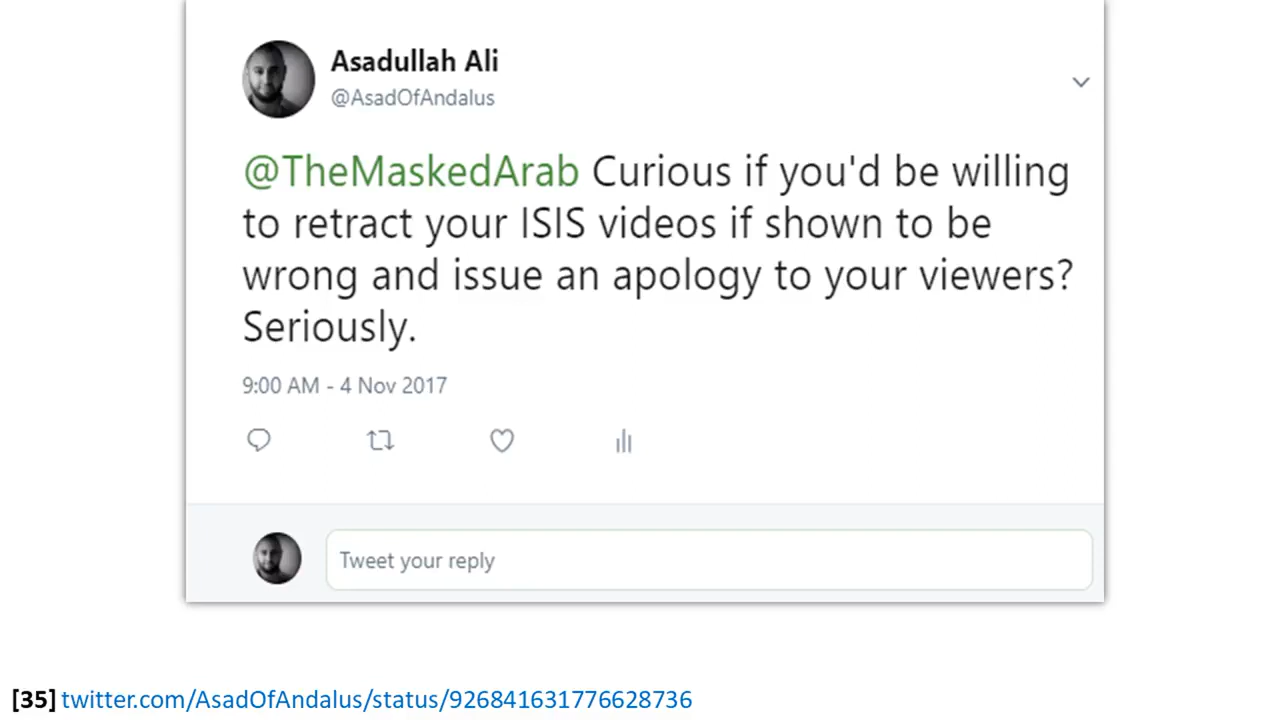 Asadullah Ali
@AsadOfAndalus
@TheMaskedArab Curious if you'd be willing
to retract your ISIS videos if shown to be
wrong and issue an apology to your viewers?
Seriously.
9:00 AM - 4 Nov 2017
Tweet your reply
[35] twitter.com/AsadOfAndalus/status/926841631776628736